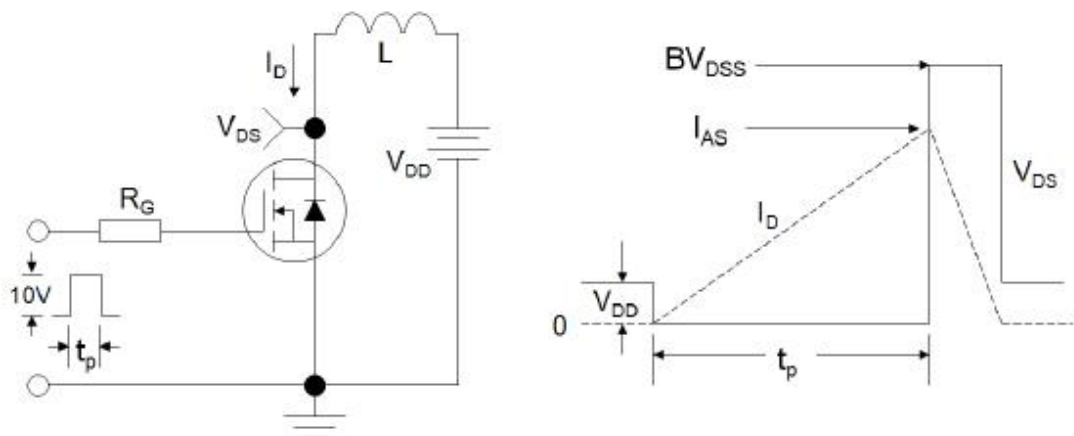 L
I_D
V_DS
V_DD
R_G
10V
t_p
BV_DSS
I_AS
V_DS
I_D
V_DD
0
t_p